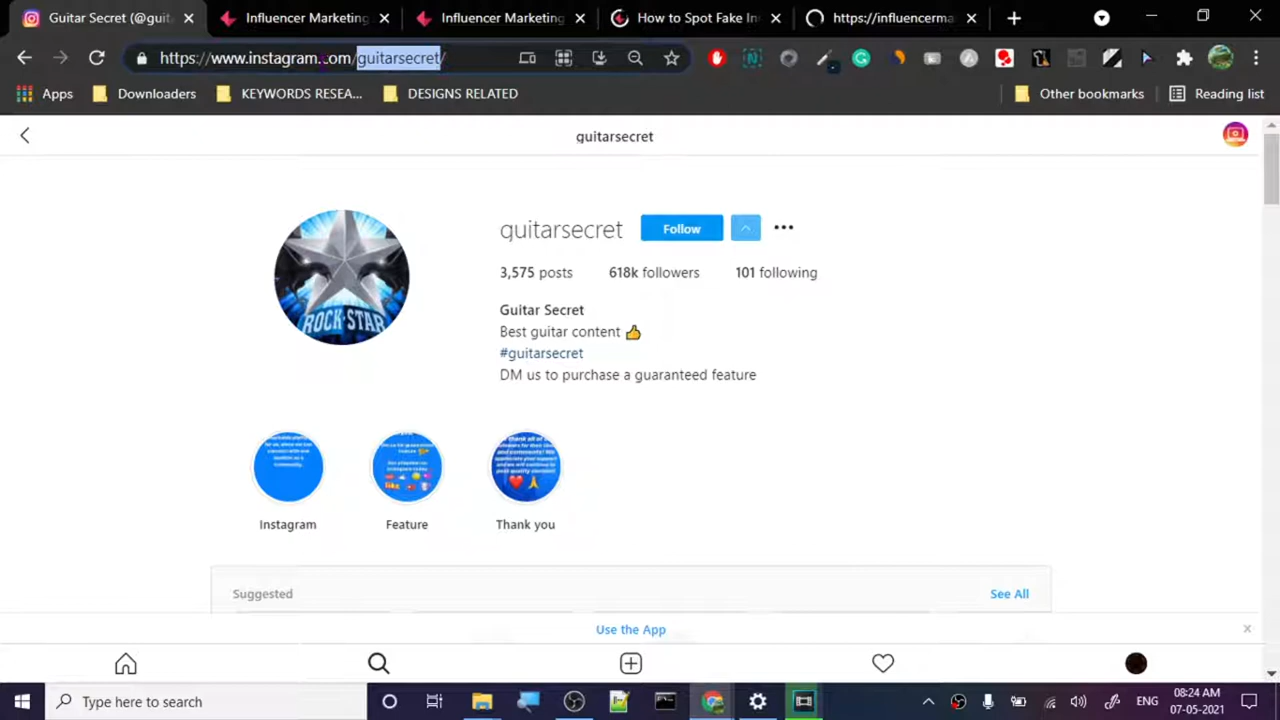 Guitar Secret (@guit
Influencer Marketing
Influencer Marketing
How to Spot Fake In
https://influencerma
https://www.instagram.com/guitarsecret/
Apps
Downloaders
KEYWORDS RESEA...
DESIGNS RELATED
Other bookmarks
Reading list
guitarsecret
guitarsecret
Follow
3,575 posts
618k followers
101 following
Guitar Secret
Best guitar content 👍
#guitarsecret
DM us to purchase a guaranteed feature
ROCK STAR
Instagram
Feature
Thank you
Suggested
See All
Use the App
Type here to search
ENG
08:24 AM
07-05-2021